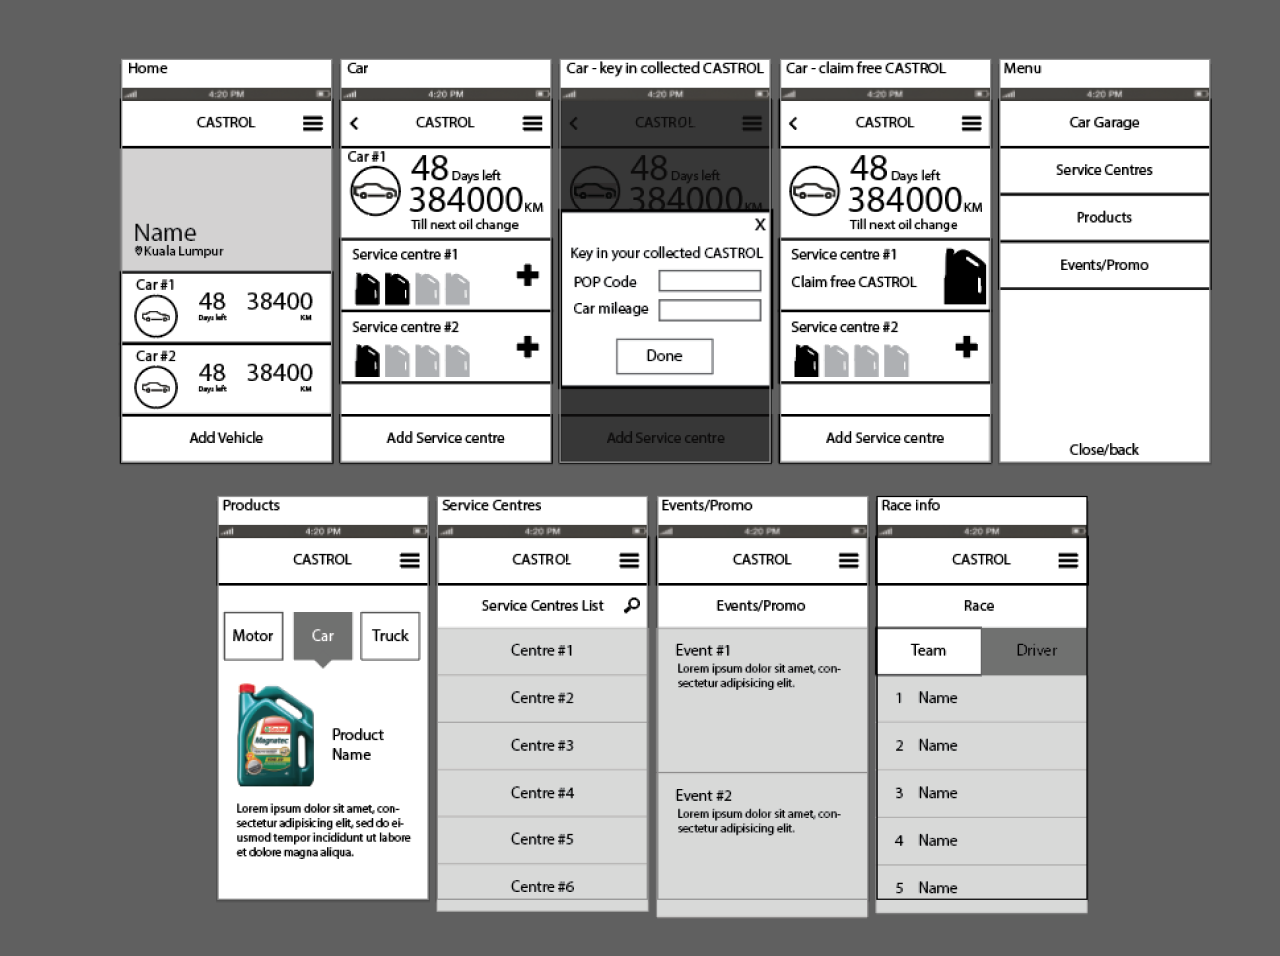 Home
4:20 PM
CASTROL
Name
Kuala Lumpur
Car #1
48
Days left
38400
KM
Car #2
48
Days left
38400
KM
Add Vehicle
Car
4:20 PM
CASTROL
Car #1
48 Days left
384000 KM
Till next oil change
Service centre #1
Service centre #2
Add Service centre
Car - key in collected CASTROL
4:20 PM
CASTROL
48 Days left
384000 KM
X
Key in your collected CASTROL
POP Code
Car mileage
Done
Add Service centre
Car - claim free CASTROL
4:20 PM
CASTROL
48 Days left
384000 KM
Till next oil change
Service centre #1
Claim free CASTROL
Service centre #2
Add Service centre
Menu
4:20 PM
Car Garage
Service Centres
Products
Events/Promo
Close/back
Products
4:20 PM
CASTROL
Motor
Car
Truck
Castrol
Magnatec
Product
Name
Lorem ipsum dolor sit amet, con-
sectetur adipisicing elit, sed do ei-
usmod tempor incididunt ut labore
et dolore magna aliqua.
Service Centres
4:20 PM
CASTROL
Service Centres List
Centre #1
Centre #2
Centre #3
Centre #4
Centre #5
Centre #6
Events/Promo
4:20 PM
CASTROL
Events/Promo
Event #1
Lorem ipsum dolor sit amet, con-
sectetur adipisicing elit.
Event #2
Lorem ipsum dolor sit amet, con-
sectetur adipisicing elit.
Race info
4:20 PM
CASTROL
Race
Team
Driver
1 Name
2 Name
3 Name
4 Name
5 Name